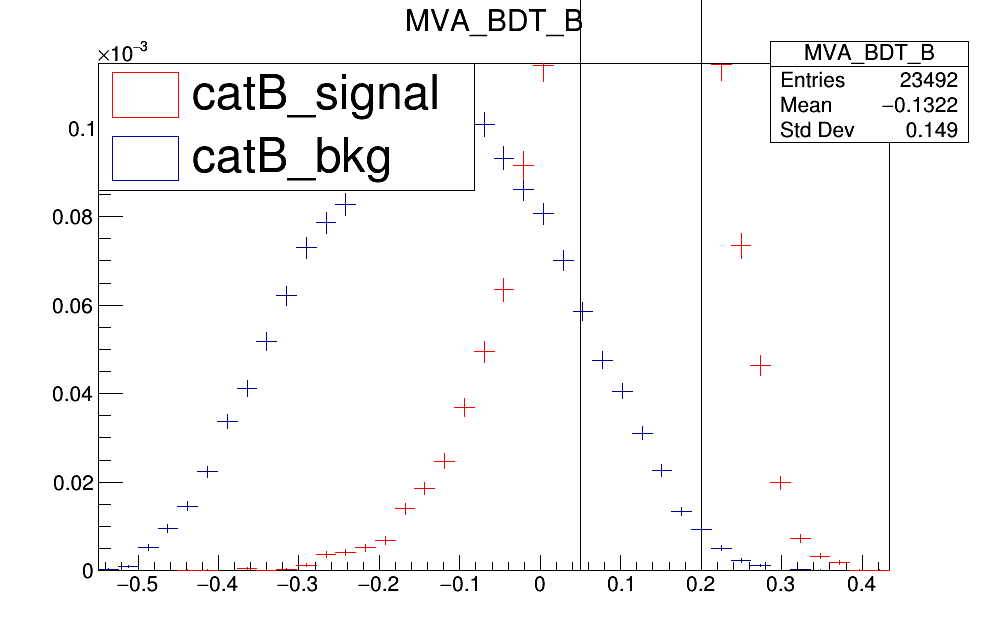 MVA_BDT_B
×10⁻³
MVA_BDT_B
Entries 23492
Mean −0.1322
Std Dev 0.149
catB_signal
catB_bkg
0.1
0.08
0.06
0.04
0.02
0
−0.5 −0.4 −0.3 −0.2 −0.1 0 0.1 0.2 0.3 0.4